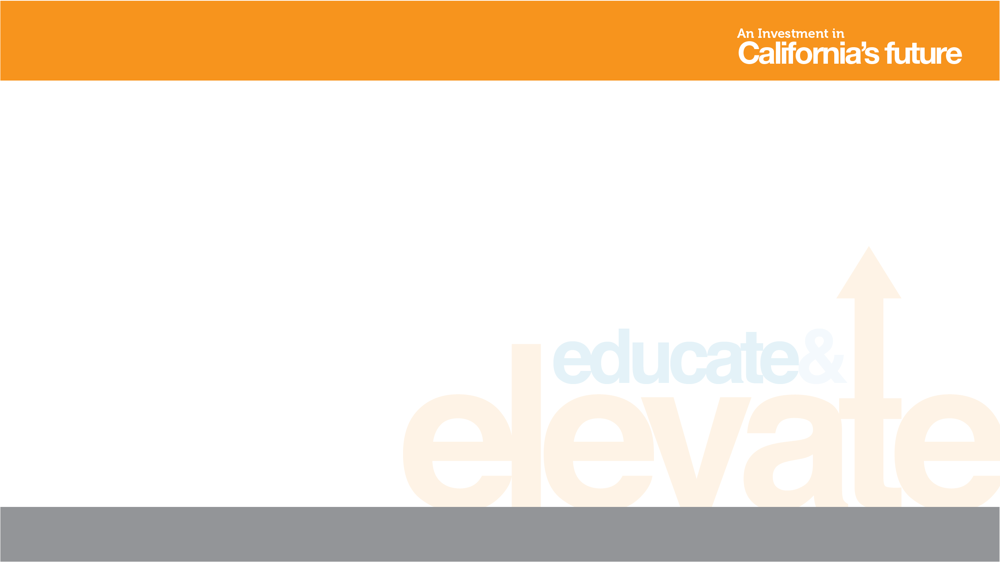 An Investment in
California's future
educate&
elevate